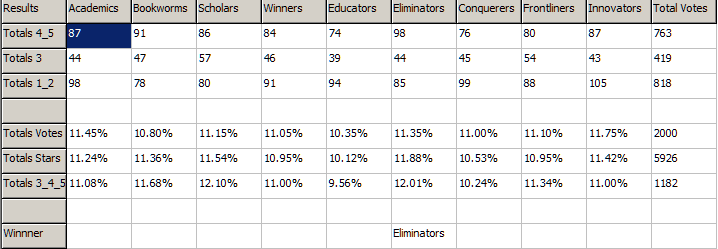 Results Academics Bookworms Scholars Winners Educators Eliminators Conquerers Frontliners Innovators Total Votes
Totals 4_5 87 91 86 84 74 98 76 80 87 763
Totals 3 44 47 57 46 39 44 45 54 43 419
Totals 1_2 98 78 80 91 94 85 99 88 105 818
Totals Votes 11.45% 10.80% 11.15% 11.05% 10.35% 11.35% 11.00% 11.10% 11.75% 2000
Totals Stars 11.24% 11.36% 11.54% 10.95% 10.12% 11.88% 10.53% 10.95% 11.42% 5926
Totals 3_4_5 11.08% 11.68% 12.10% 11.00% 9.56% 12.01% 10.24% 11.34% 11.00% 1182
Winnner Eliminators